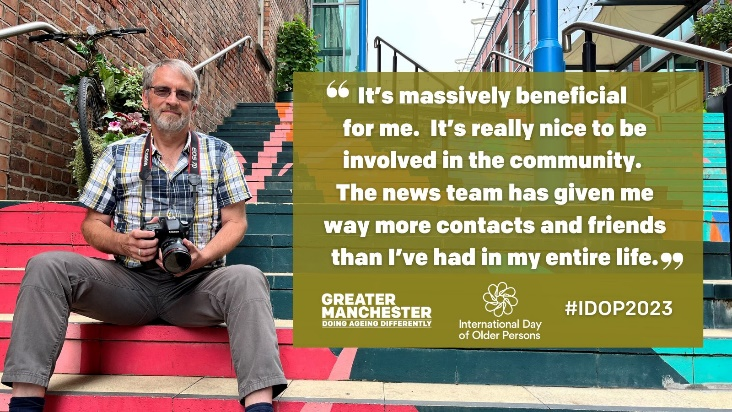 “ It’s massively beneficial
for me. It’s really nice to be
involved in the community.
The news team has given me
way more contacts and friends
than I’ve had in my entire life.”
GREATER
MANCHESTER
DOING AGEING DIFFERENTLY
International Day
of Older Persons
#IDOP2023